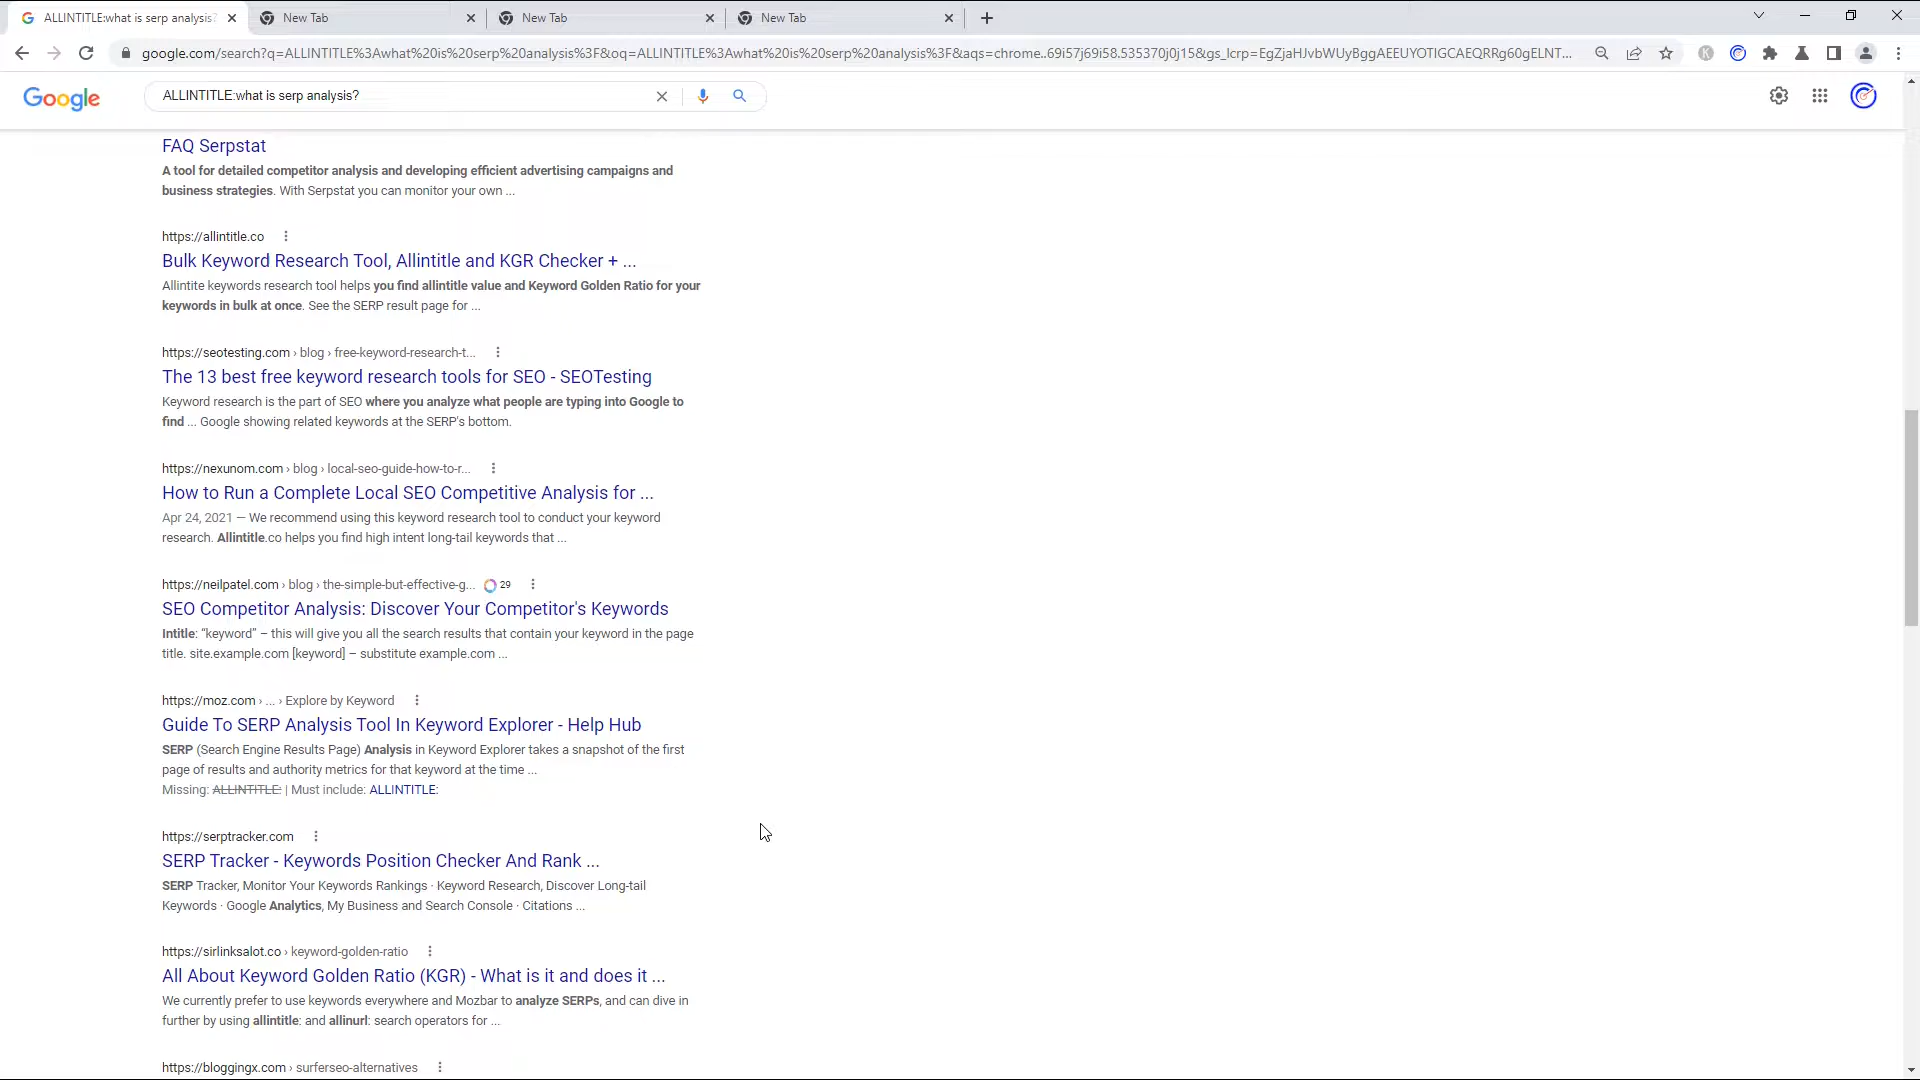 ALLINTITLE:what is serp analysis?
New Tab
New Tab
New Tab
google.com/search?q=ALLINTITLE%3Awhat%20is%20serp%20analysis%3F&oq=ALLINTITLE%3Awhat%20is%20serp%20analysis%3F&aqs=chrome..69i57j69i58.535370j0j15&gs_lcrp=EgZjaHJvbWUyBggAEEUYOTIGCAEQRRg60gELNT...
Google
ALLINTITLE:what is serp analysis?
FAQ Serpstat
A tool for detailed competitor analysis and developing efficient advertising campaigns and
business strategies. With Serpstat you can monitor your own ...
https://allintitle.co
Bulk Keyword Research Tool, Allintitle and KGR Checker + ...
Allintite keywords research tool helps you find allintitle value and Keyword Golden Ratio for your
keywords in bulk at once. See the SERP result page for ...
https://seotesting.com › blog › free-keyword-research-t...
The 13 best free keyword research tools for SEO - SEOTesting
Keyword research is the part of SEO where you analyze what people are typing into Google to
find ... Google showing related keywords at the SERP's bottom.
https://nexunom.com › blog › local-seo-guide-how-to-r...
How to Run a Complete Local SEO Competitive Analysis for ...
Apr 24, 2021 — We recommend using this keyword research tool to conduct your keyword
research. Allintitle.co helps you find high intent long-tail keywords that ...
https://neilpatel.com › blog › the-simple-but-effective-g... 29
SEO Competitor Analysis: Discover Your Competitor's Keywords
Intitle: “keyword” – this will give you all the search results that contain your keyword in the page
title. site.example.com [keyword] – substitute example.com ...
https://moz.com › ... › Explore by Keyword
Guide To SERP Analysis Tool In Keyword Explorer - Help Hub
SERP (Search Engine Results Page) Analysis in Keyword Explorer takes a snapshot of the first
page of results and authority metrics for that keyword at the time ...
Missing: ALLINTITLE: | Must include: ALLINTITLE:
https://serptracker.com
SERP Tracker - Keywords Position Checker And Rank ...
SERP Tracker, Monitor Your Keywords Rankings · Keyword Research, Discover Long-tail
Keywords · Google Analytics, My Business and Search Console · Citations ...
https://sirlinksalot.co › keyword-golden-ratio
All About Keyword Golden Ratio (KGR) - What is it and does it ...
We currently prefer to use keywords everywhere and Mozbar to analyze SERPs, and can dive in
further by using allintitle: and allinurl: search operators for ...
https://bloggingx.com › surferseo-alternatives